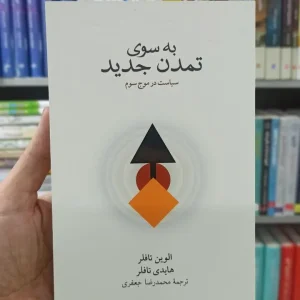 به سوی
تمدن جدید
سیاست در موج سوم
الوین تافلر
هایدی تافلر
ترجمهٔ محمدرضا جعفری